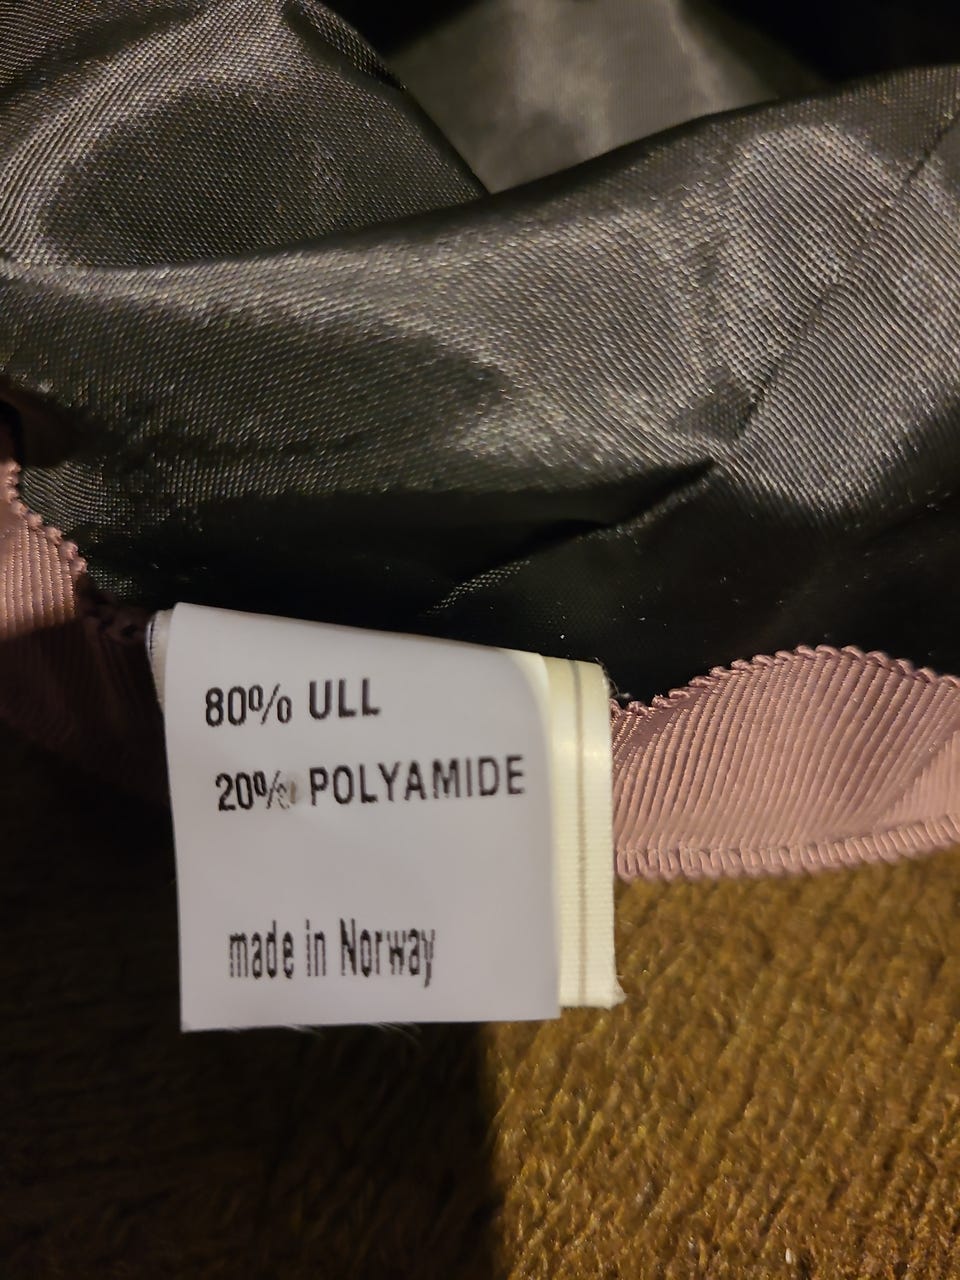 80% ULL
20% POLYAMIDE
made in Norway